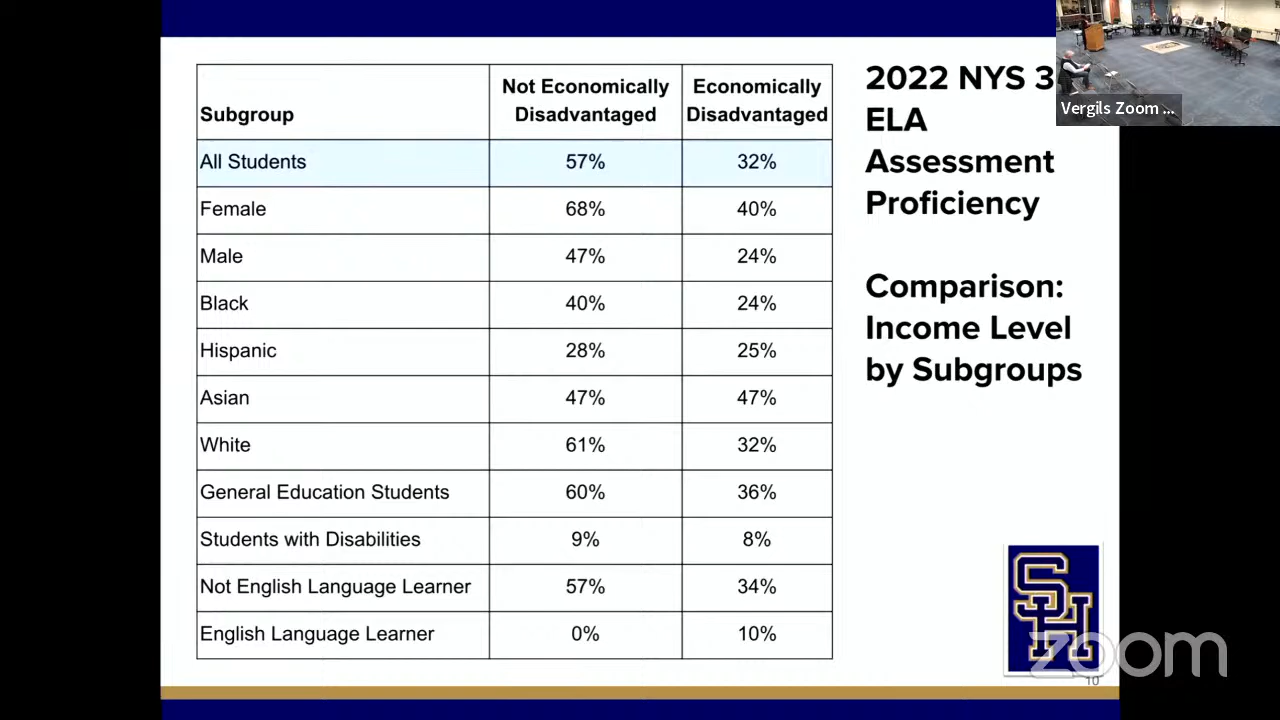 Subgroup Not Economically Disadvantaged Economically Disadvantaged
All Students 57% 32%
Female 68% 40%
Male 47% 24%
Black 40% 24%
Hispanic 28% 25%
Asian 47% 47%
White 61% 32%
General Education Students 60% 36%
Students with Disabilities 9% 8%
Not English Language Learner 57% 34%
English Language Learner 0% 10%
2022 NYS 3
ELA
Assessment
Proficiency
Comparison:
Income Level
by Subgroups
Vergils Zoom ...
SH
zoom
10